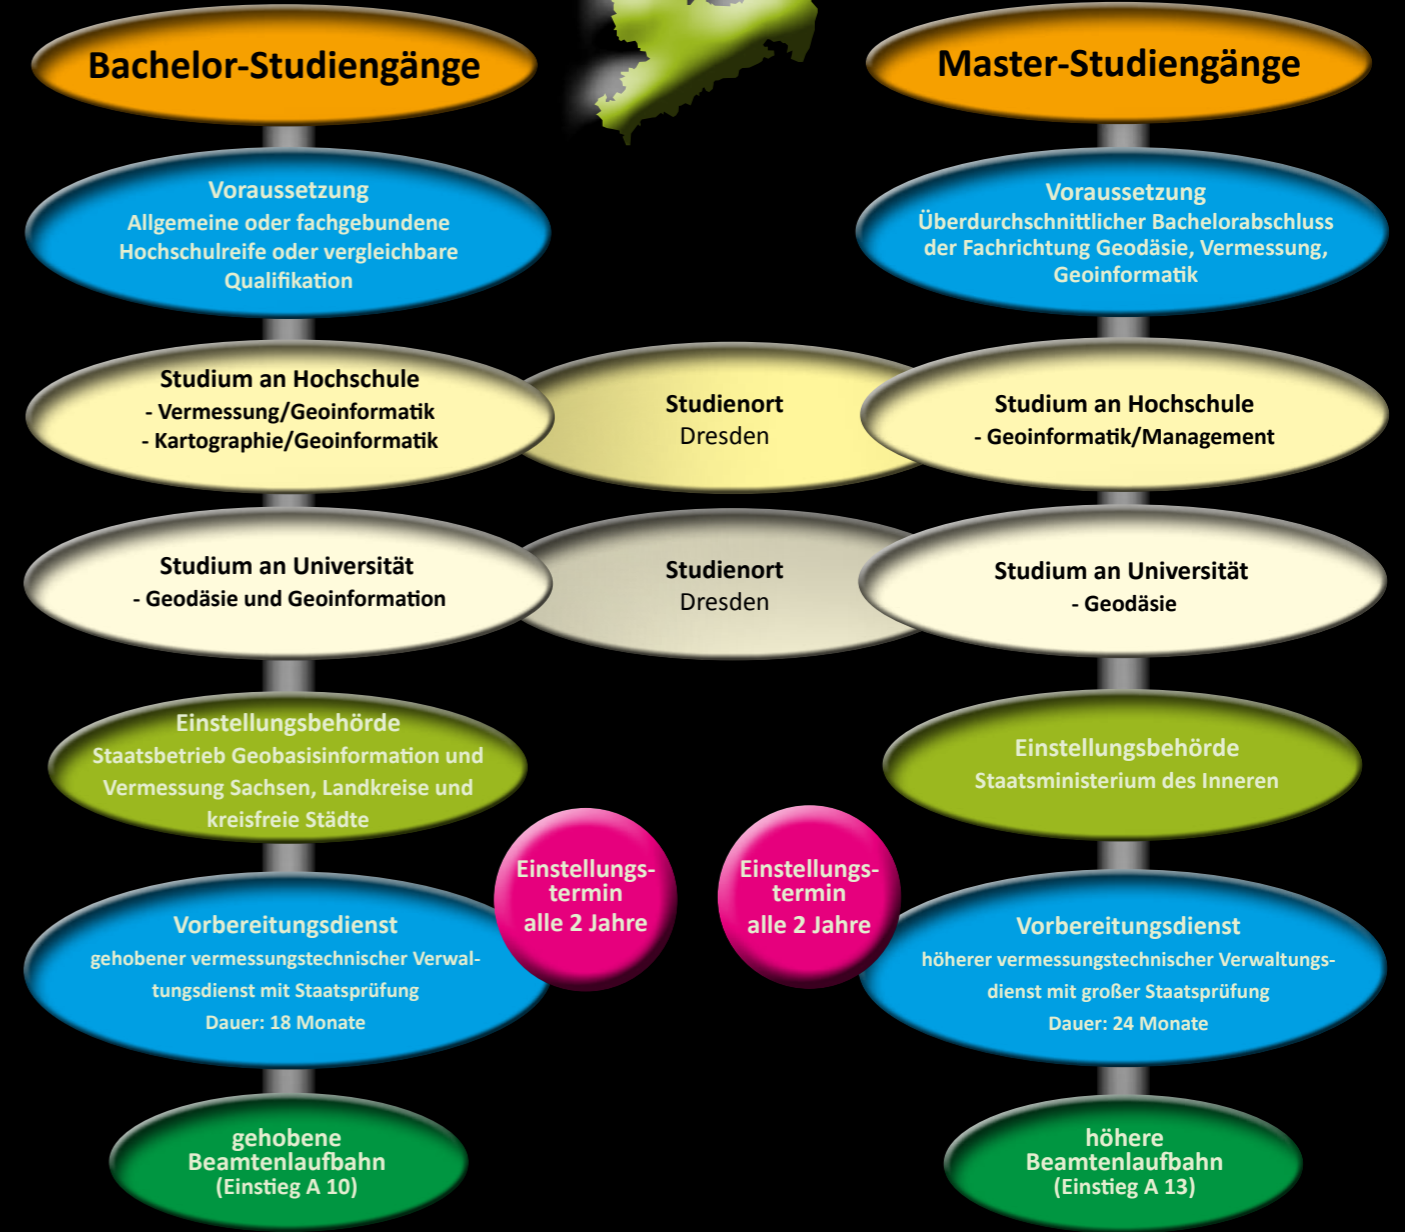 Bachelor-Studiengänge
Voraussetzung
Allgemeine oder fachgebundene
Hochschulreife oder vergleichbare
Qualifikation
Studium an Hochschule
- Vermessung/Geoinformatik
- Kartographie/Geoinformatik
Studium an Universität
- Geodäsie und Geoinformation
Einstellungsbehörde
Staatsbetrieb Geobasisinformation und
Vermessung Sachsen, Landkreise und
kreisfreie Städte
Vorbereitungsdienst
gehobener vermessungstechnischer Verwal-
tungsdienst mit Staatsprüfung
Dauer: 18 Monate
gehobene
Beamtenlaufbahn
(Einstieg A 10)
Studienort
Dresden
Studienort
Dresden
Einstellungs-
termin
alle 2 Jahre
Einstellungs-
termin
alle 2 Jahre
Master-Studiengänge
Voraussetzung
Überdurchschnittlicher Bachelorabschluss
der Fachrichtung Geodäsie, Vermessung,
Geoinformatik
Studium an Hochschule
- Geoinformatik/Management
Studium an Universität
- Geodäsie
Einstellungsbehörde
Staatsministerium des Inneren
Vorbereitungsdienst
höherer vermessungstechnischer Verwaltungs-
dienst mit großer Staatsprüfung
Dauer: 24 Monate
höhere
Beamtenlaufbahn
(Einstieg A 13)